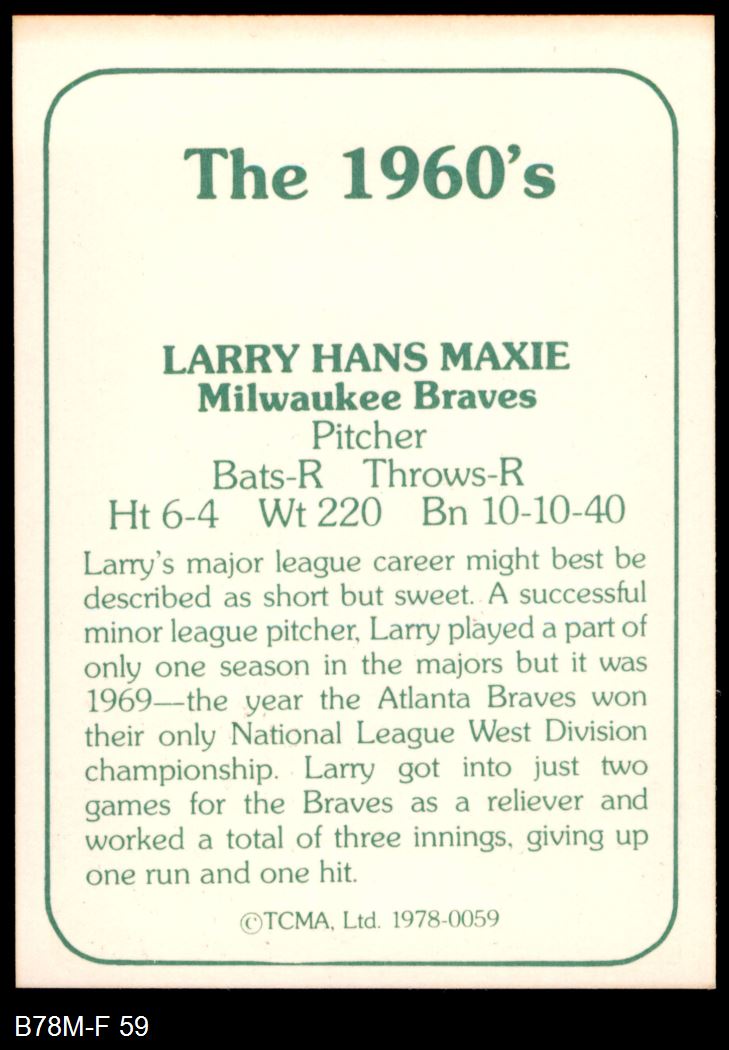 The 1960's
LARRY HANS MAXIE
Milwaukee Braves
Pitcher
Bats-R Throws-R
Ht 6-4 Wt 220 Bn 10-10-40
Larry's major league career might best be
described as short but sweet. A successful
minor league pitcher, Larry played a part of
only one season in the majors but it was
1969—the year the Atlanta Braves won
their only National League West Division
championship. Larry got into just two
games for the Braves as a reliever and
worked a total of three innings, giving up
one run and one hit.
©TCMA, Ltd. 1978-0059
B78M-F 59